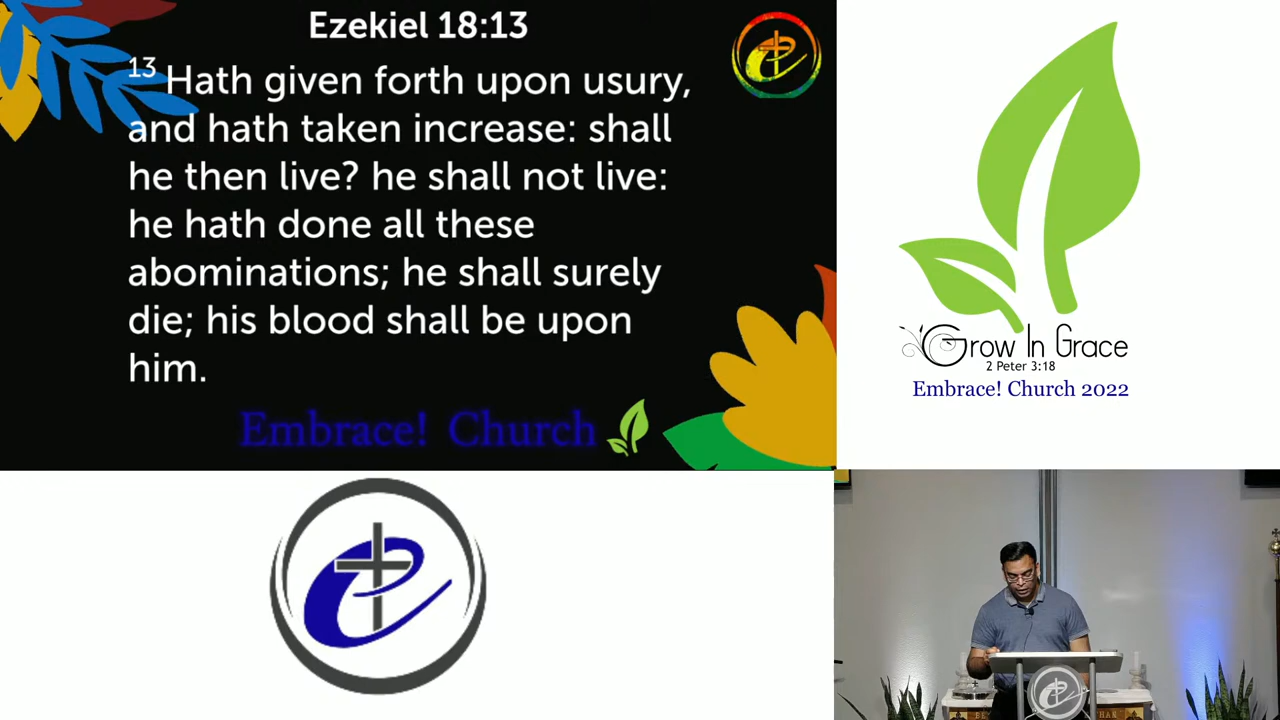 Ezekiel 18:13
13 Hath given forth upon usury,
and hath taken increase: shall
he then live? he shall not live:
he hath done all these
abominations; he shall surely
die; his blood shall be upon
him.
Embrace! Church
Grow In Grace
2 Peter 3:18
Embrace! Church 2022